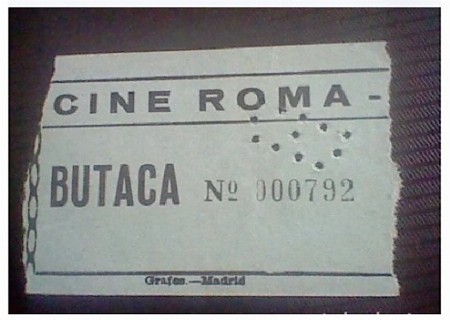 CINE ROMA -
BUTACA Nº 000792
Grafos.—Madrid